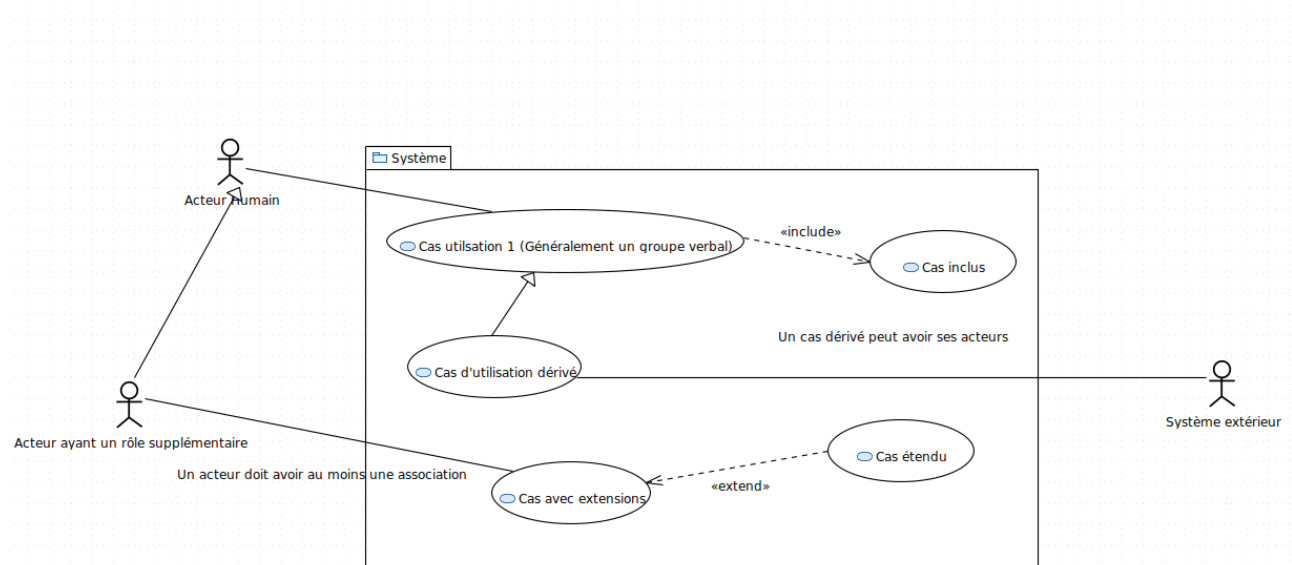 Système
Acteur humain
Cas utilsation 1 (Généralement un groupe verbal)
«include»
Cas inclus
Un cas dérivé peut avoir ses acteurs
Cas d'utilisation dérivé
Système extérieur
Acteur ayant un rôle supplémentaire
Un acteur doit avoir au moins une association
Cas étendu
«extend»
Cas avec extensions